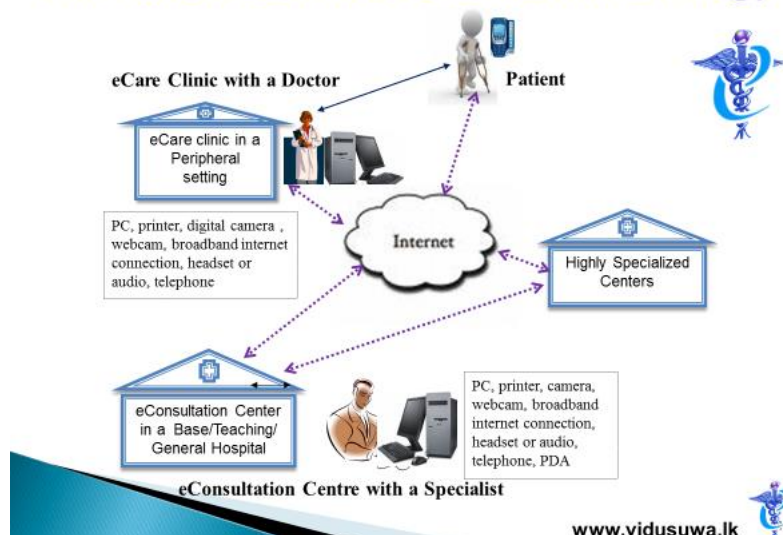 eCare Clinic with a Doctor
Patient
eCare clinic in a
Peripheral
setting
PC, printer, digital camera ,
webcam, broadband internet
connection, headset or
audio, telephone
Internet
Highly Specialized
Centers
eConsultation Center
in a Base/Teaching/
General Hospital
PC, printer, camera,
webcam, broadband
internet connection,
headset or audio,
telephone, PDA
eConsultation Centre with a Specialist
www.vidusuwa.lk